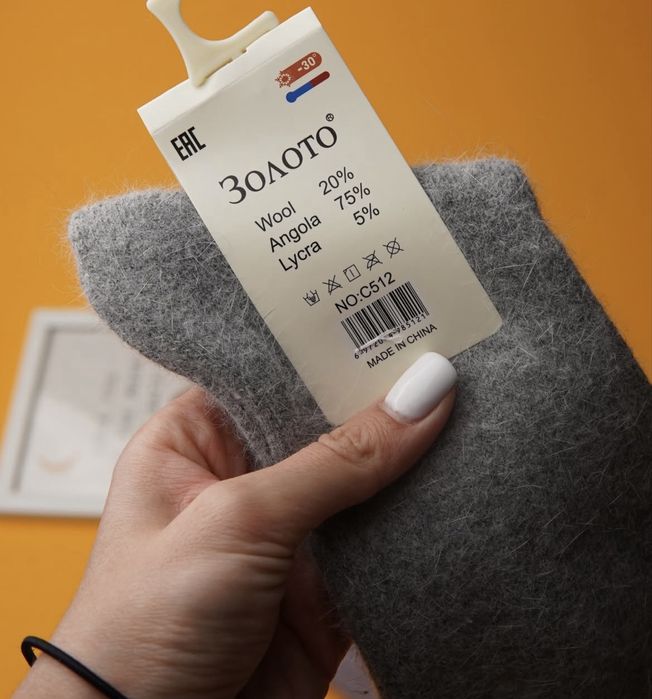 -30°
EAC
Золото®
Wool 20%
Angola 75%
Lycra 5%
NO:C512
MADE IN CHINA